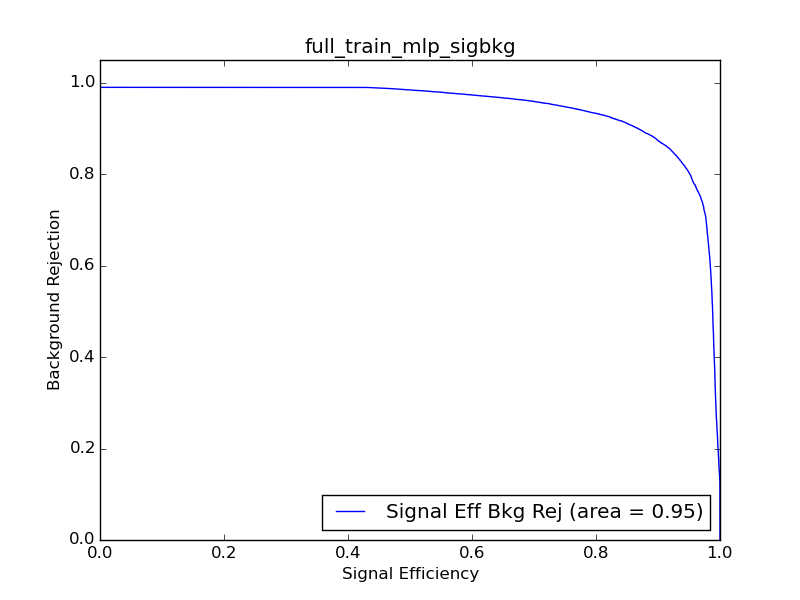 full_train_mlp_sigbkg
1.0
0.8
0.6
0.4
0.2
0.0
Background Rejection
Signal Eff Bkg Rej (area = 0.95)
0.0 0.2 0.4 0.6 0.8 1.0
Signal Efficiency